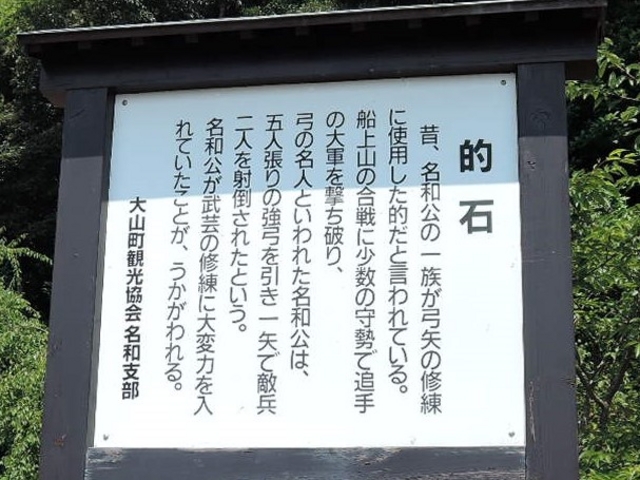 的石
昔、名和公の一族が弓矢の修練
に使用した的だと言われている。
船上山の合戦に少数の守勢で追手
の大軍を撃ち破り、
弓の名人といわれた名和公は、
五人張りの強弓を引き一矢で敵兵
二人を射倒されたという。
名和公が武芸の修練に大変力を入
れていたことが、うかがわれる。
大山町観光協会 名和支部